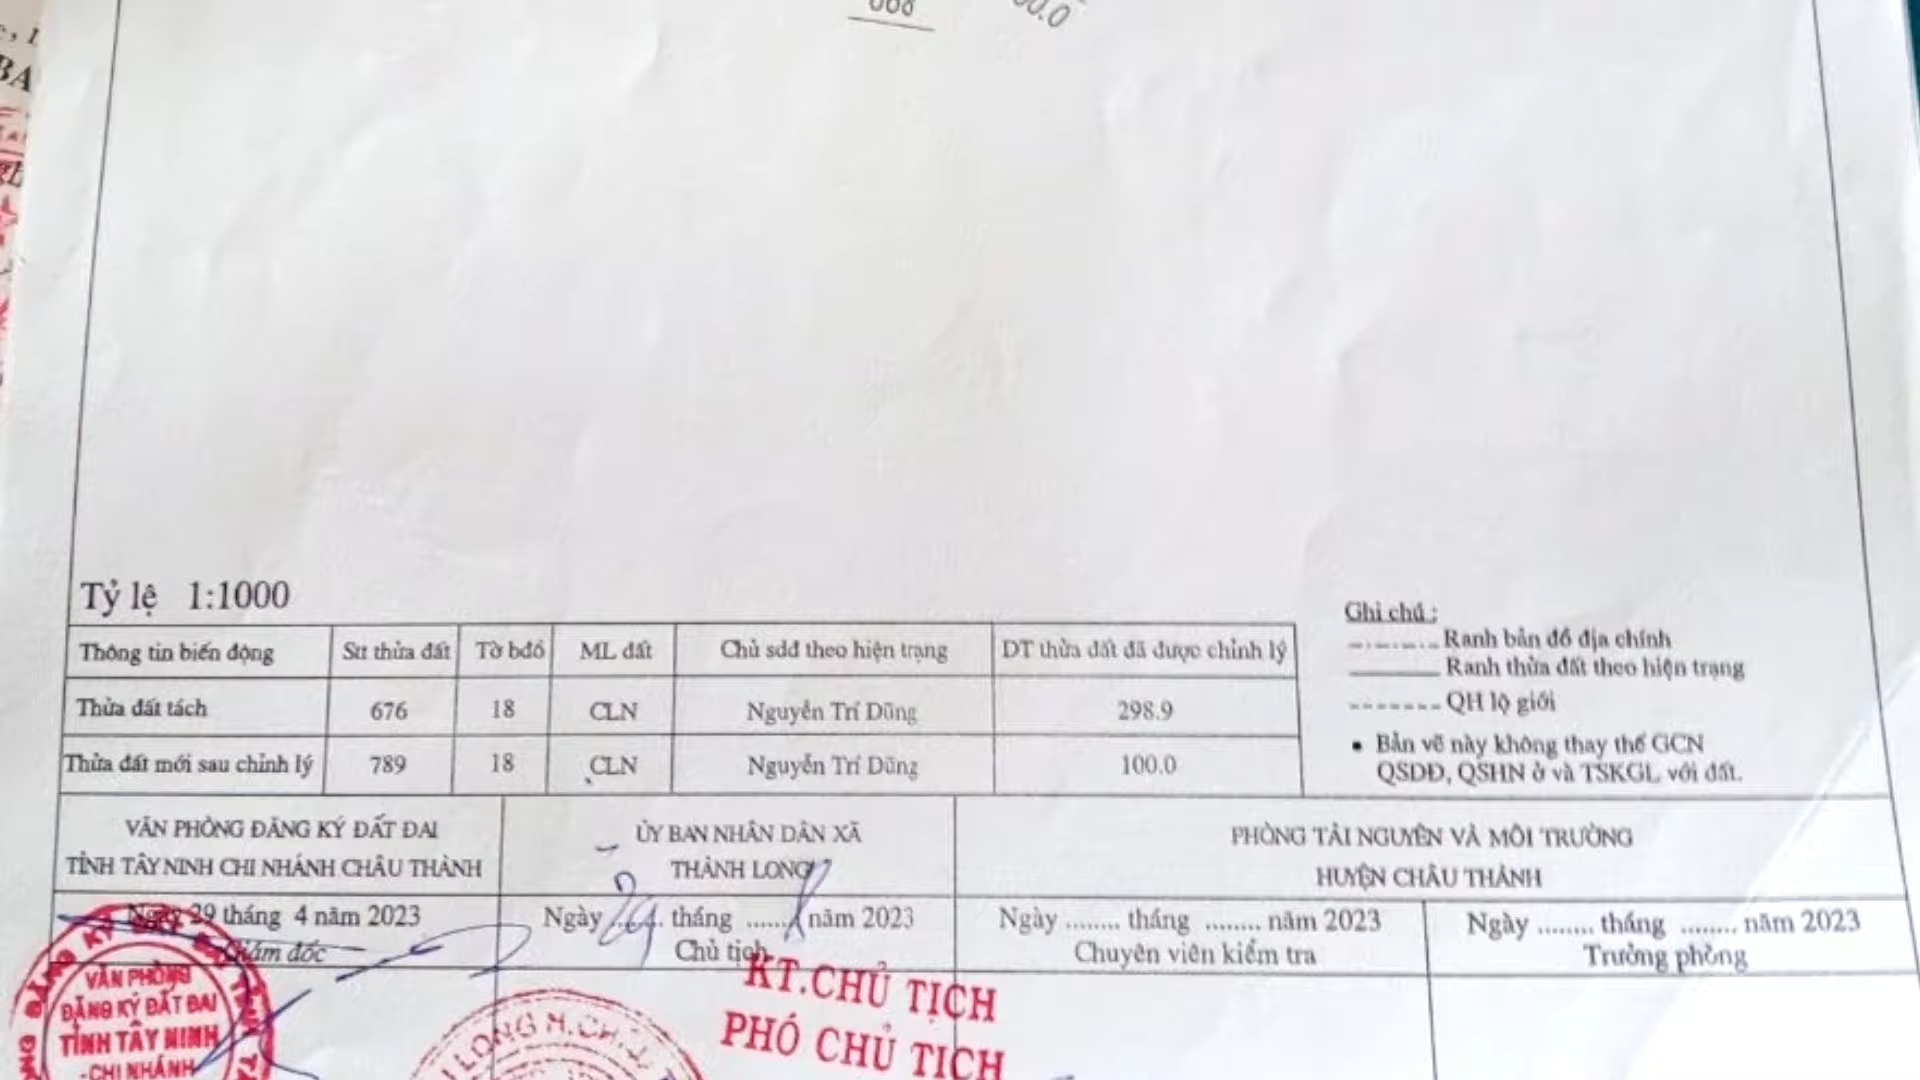 Tỷ lệ 1:1000
Thông tin biến động Stt thửa đất Tờ bđồ ML đất Chủ sdđ theo hiện trạng DT thửa đất đã được chỉnh lý
Thửa đất tách 676 18 CLN Nguyễn Trí Dũng 298.9
Thửa đất mới sau chỉnh lý 789 18 CLN Nguyễn Trí Dũng 100.0
Ghi chú :
Ranh bản đồ địa chính
Ranh thửa đất theo hiện trạng
QH lộ giới
• Bản vẽ này không thay thế GCN
QSDĐ, QSHN ở và TSKGL với đất.
VĂN PHÒNG ĐĂNG KÝ ĐẤT ĐAI
TỈNH TÂY NINH CHI NHÁNH CHÂU THÀNH
Ngày 29 tháng 4 năm 2023
Giám đốc
VĂN PHÒNG
ĐĂNG KÝ ĐẤT ĐAI
TỈNH TÂY NINH
-CHI NHÁNH
ỦY BAN NHÂN DÂN XÃ
THÀNH LONG
Ngày ........ tháng ........ năm 2023
Chủ tịch
KT.CHỦ TỊCH
PHÓ CHỦ TỊCH
PHÒNG TÀI NGUYÊN VÀ MÔI TRƯỜNG
HUYỆN CHÂU THÀNH
Ngày ........ tháng ........ năm 2023
Chuyên viên kiểm tra
Ngày ........ tháng ........ năm 2023
Trưởng phòng